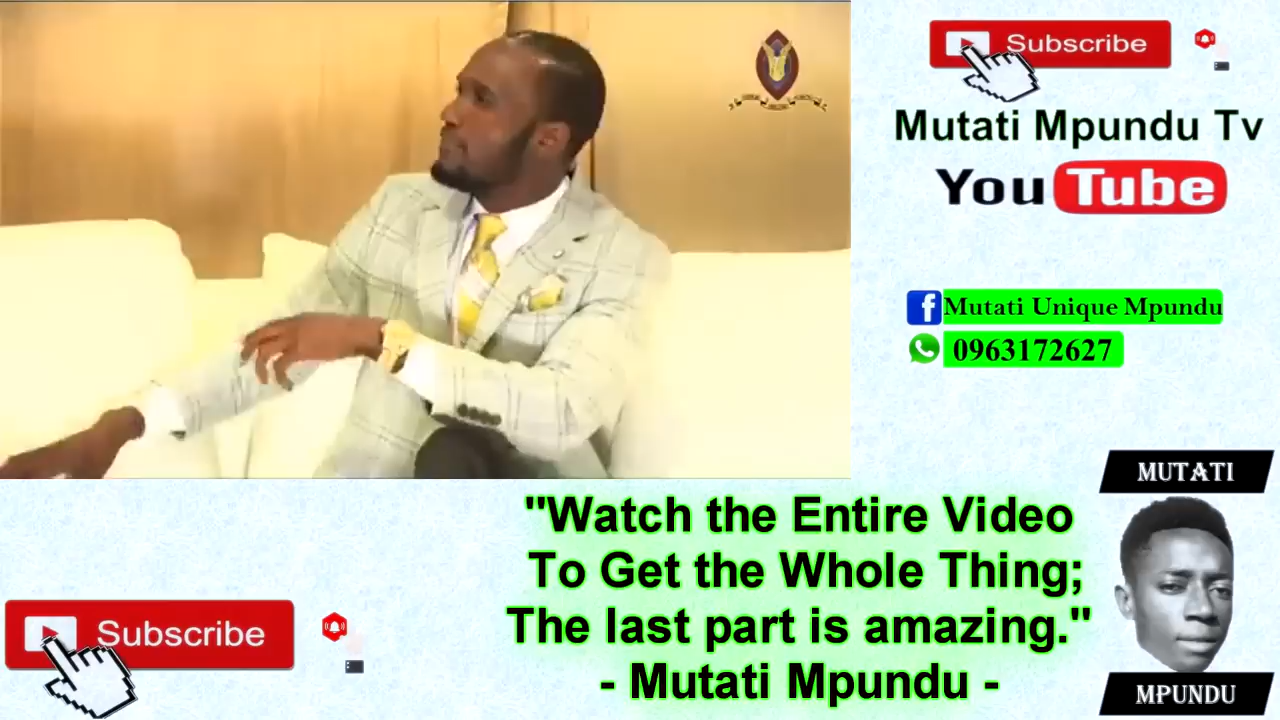 Subscribe
Mutati Mpundu Tv
YouTube
Mutati Unique Mpundu
0963172627
MUTATI
"Watch the Entire Video
To Get the Whole Thing;
The last part is amazing."
- Mutati Mpundu -
Subscribe
MPUNDU